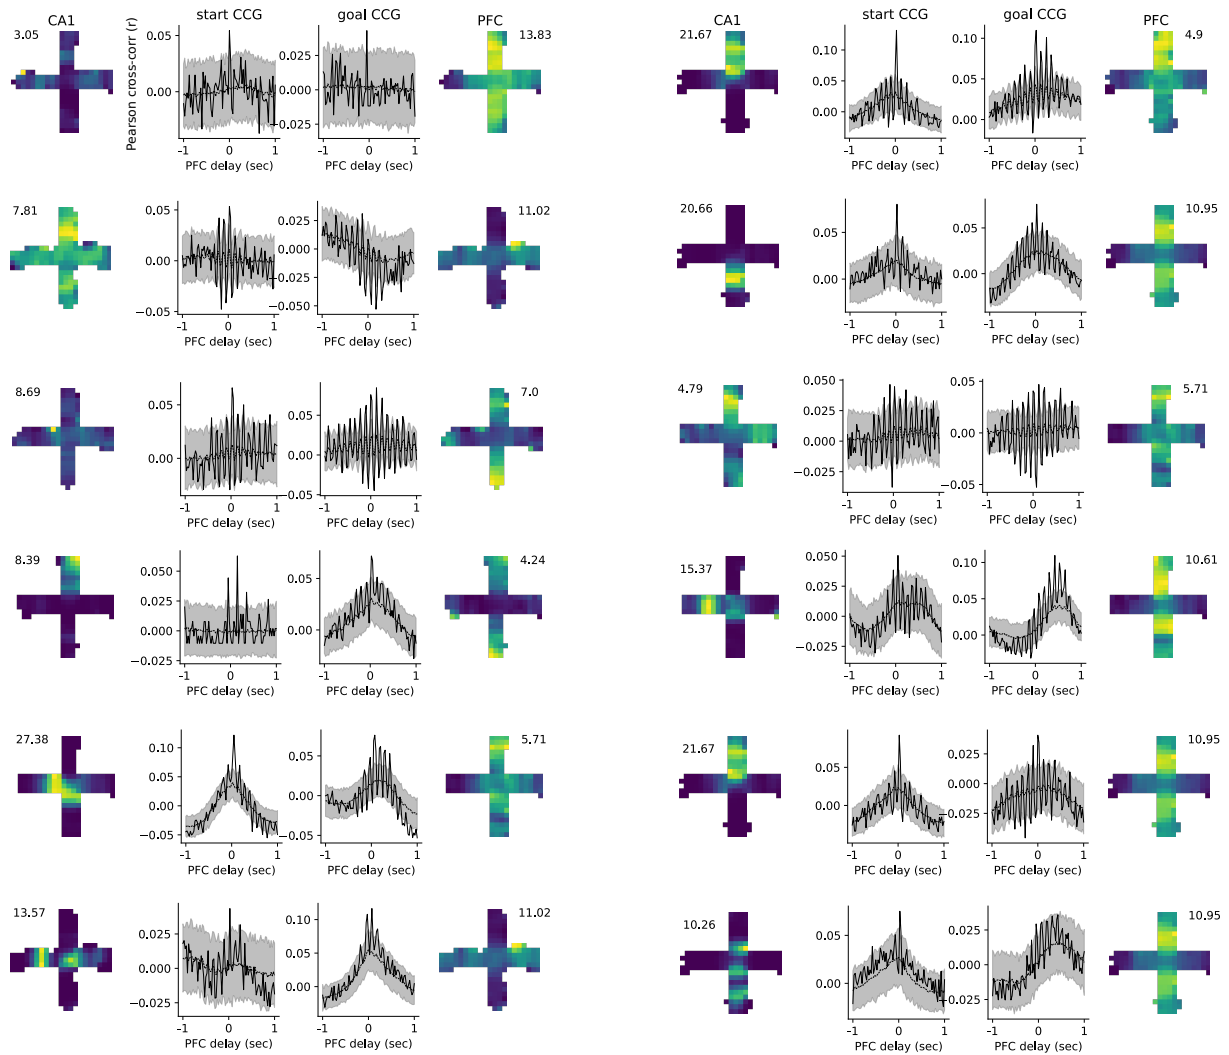 CA1 start CCG goal CCG PFC CA1 start CCG goal CCG PFC
3.05 13.83 21.67 4.9
Pearson cross-corr (r)
0.05 0.00
0.025 0.000 −0.025
0.10 0.05 0.00
0.10 0.05 0.00
-1 0 1 -1 0 1 -1 0 1 -1 0 1
PFC delay (sec) PFC delay (sec) PFC delay (sec) PFC delay (sec)
7.81 11.02 20.66 10.95
0.05 0.00 −0.05
0.025 0.000 −0.025 −0.050
0.05 0.00
0.05 0.00
-1 0 1 -1 0 1 -1 0 1 -1 0 1
PFC delay (sec) PFC delay (sec) PFC delay (sec) PFC delay (sec)
8.69 7.0 4.79 5.71
0.05 0.00
0.05 0.00 −0.05
0.050 0.025 0.000 −0.025
0.05 0.00 −0.05
-1 0 1 -1 0 1 -1 0 1 -1 0 1
PFC delay (sec) PFC delay (sec) PFC delay (sec) PFC delay (sec)
8.39 4.24 15.37 10.61
0.050 0.025 0.000 −0.025
0.05 0.00
0.050 0.025 0.000 −0.025
0.10 0.05 0.00
-1 0 1 -1 0 1 -1 0 1 -1 0 1
PFC delay (sec) PFC delay (sec) PFC delay (sec) PFC delay (sec)
27.38 5.71 21.67 10.95
0.10 0.05 0.00 −0.05
0.05 0.00 −0.05
0.05 0.00
0.025 0.000 −0.025
-1 0 1 -1 0 1 -1 0 1 -1 0 1
PFC delay (sec) PFC delay (sec) PFC delay (sec) PFC delay (sec)
13.57 11.02 10.26 10.95
0.025 0.000 −0.025
0.10 0.05 0.00
0.05 0.00
0.025 0.000 −0.025
-1 0 1 -1 0 1 -1 0 1 -1 0 1
PFC delay (sec) PFC delay (sec) PFC delay (sec) PFC delay (sec)